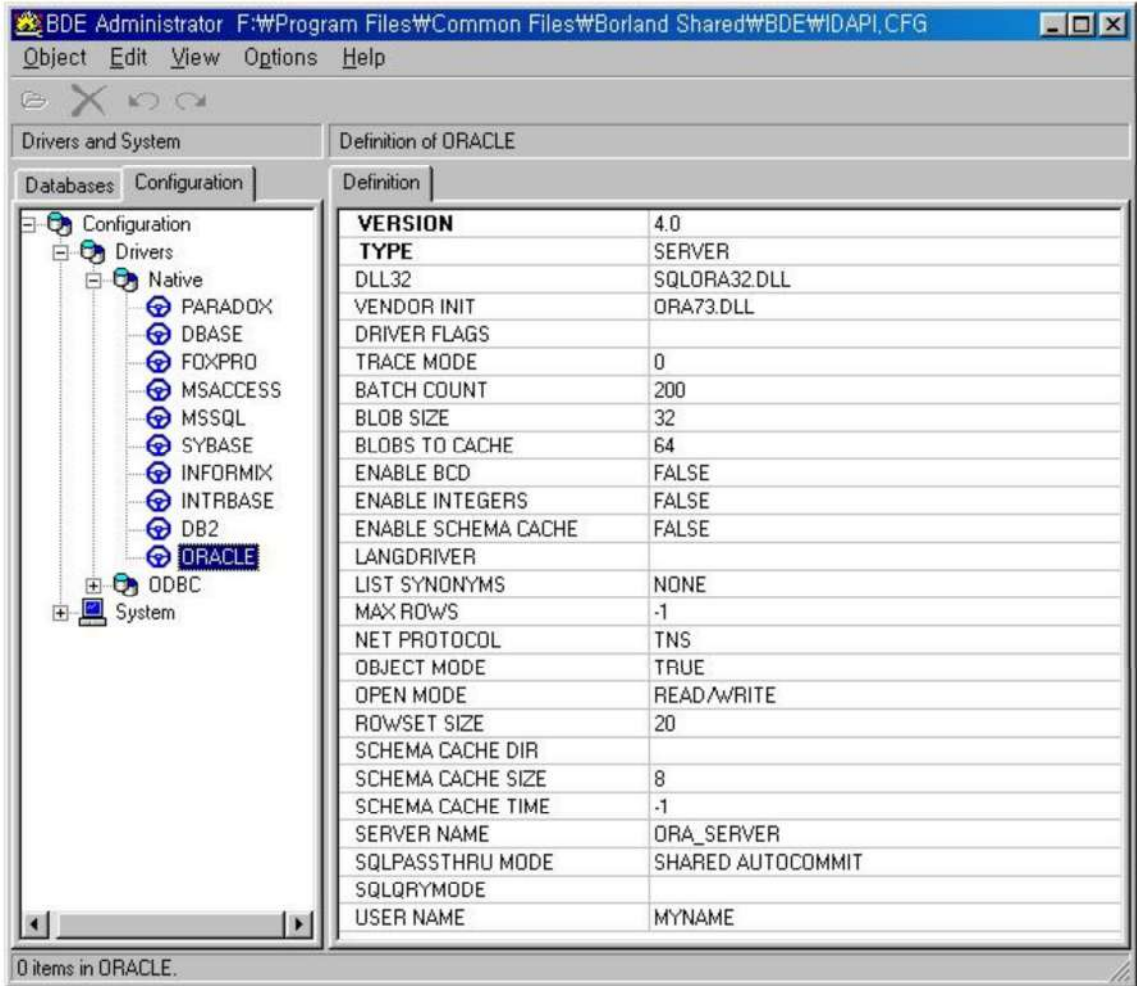 BDE Administrator F:₩Program Files₩Common Files₩Borland Shared₩BDE₩IDAPI.CFG
Object Edit View Options Help
Drivers and System
Definition of ORACLE
Databases Configuration
Definition
Configuration
Drivers
Native
PARADOX
DBASE
FOXPRO
MSACCESS
MSSQL
SYBASE
INFORMIX
INTRBASE
DB2
ORACLE
ODBC
System
VERSION 4.0
TYPE SERVER
DLL32 SQLORA32.DLL
VENDOR INIT ORA73.DLL
DRIVER FLAGS
TRACE MODE 0
BATCH COUNT 200
BLOB SIZE 32
BLOBS TO CACHE 64
ENABLE BCD FALSE
ENABLE INTEGERS FALSE
ENABLE SCHEMA CACHE FALSE
LANGDRIVER
LIST SYNONYMS NONE
MAX ROWS -1
NET PROTOCOL TNS
OBJECT MODE TRUE
OPEN MODE READ/WRITE
ROWSET SIZE 20
SCHEMA CACHE DIR
SCHEMA CACHE SIZE 8
SCHEMA CACHE TIME -1
SERVER NAME ORA_SERVER
SQLPASSTHRU MODE SHARED AUTOCOMMIT
SQLQRYMODE
USER NAME MYNAME
0 items in ORACLE.